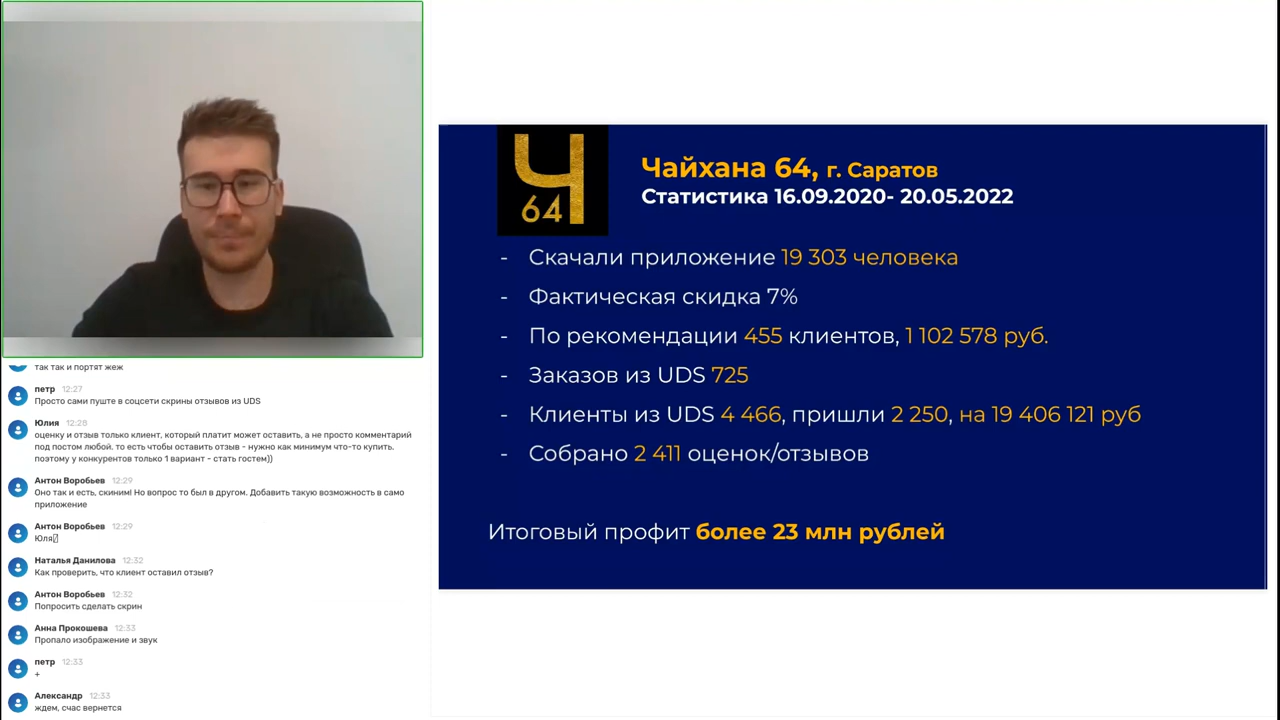 так так и портят жеж
петр 12:27
Просто сами пуште в соцсети скрины отзывов из UDS
Юлия 12:28
оценку и отзыв только клиент, который платит может оставить, а не просто комментарий
под постом любой. то есть чтобы оставить отзыв - нужно как минимум что-то купить.
поэтому у конкурентов только 1 вариант - стать гостем))
Антон Воробьев 12:29
Оно так и есть, скиним! Но вопрос то был в другом. Добавить такую возможность в само
приложение
Антон Воробьев 12:29
Юля
Наталья Данилова 12:32
Как проверить, что клиент оставил отзыв?
Антон Воробьев 12:32
Попросить сделать скрин
Анна Прокошева 12:33
Пропало изображение и звук
петр 12:33
+
Александр 12:33
ждем, счас вернется
Ч
64
Чайхана 64, г. Саратов
Статистика 16.09.2020- 20.05.2022
- Скачали приложение 19 303 человека
- Фактическая скидка 7%
- По рекомендации 455 клиентов, 1 102 578 руб.
- Заказов из UDS 725
- Клиенты из UDS 4 466, пришли 2 250, на 19 406 121 руб
- Собрано 2 411 оценок/отзывов
Итоговый профит более 23 млн рублей